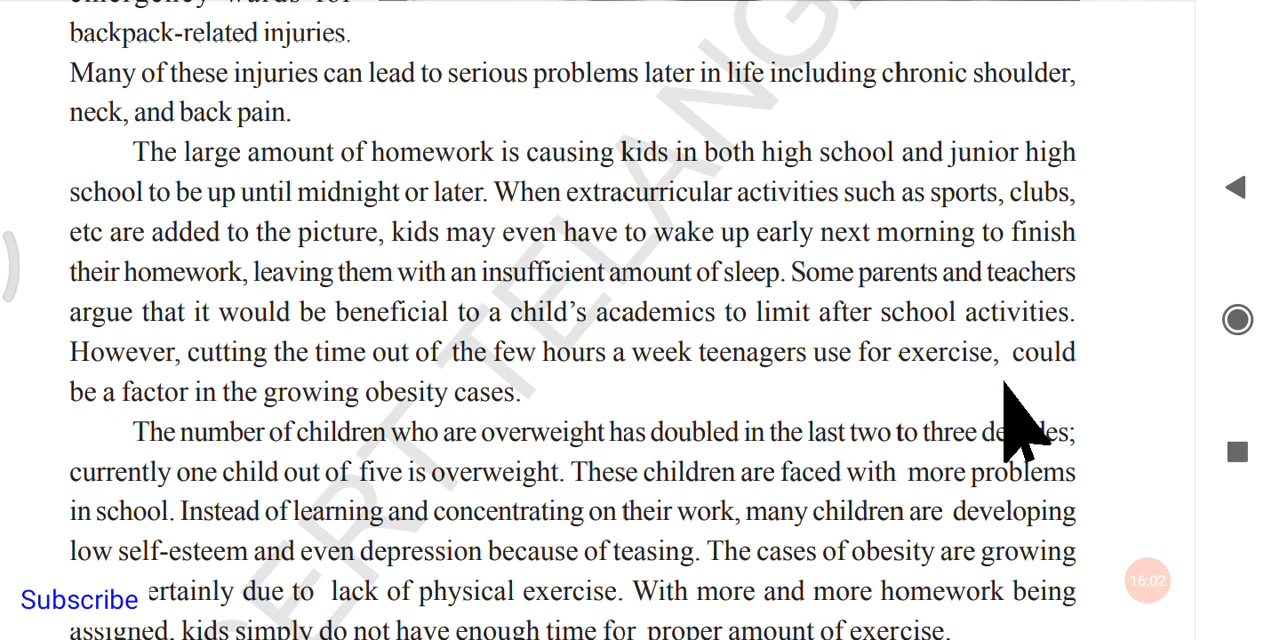 emergency wards for
backpack-related injuries.
Many of these injuries can lead to serious problems later in life including chronic shoulder,
neck, and back pain.
The large amount of homework is causing kids in both high school and junior high
school to be up until midnight or later. When extracurricular activities such as sports, clubs,
etc are added to the picture, kids may even have to wake up early next morning to finish
their homework, leaving them with an insufficient amount of sleep. Some parents and teachers
argue that it would be beneficial to a child’s academics to limit after school activities.
However, cutting the time out of the few hours a week teenagers use for exercise, could
be a factor in the growing obesity cases.
The number of children who are overweight has doubled in the last two to three
currently one child out of five is overweight. These children are faced with more problems
in school. Instead of learning and concentrating on their work, many children are developing
low self-esteem and even depression because of teasing. The cases of obesity are growing
Subscribe ertainly due to lack of physical exercise. With more and more homework being
16:02
assigned, kids simply do not have enough time for proper amount of exercise.
ERT TELANG